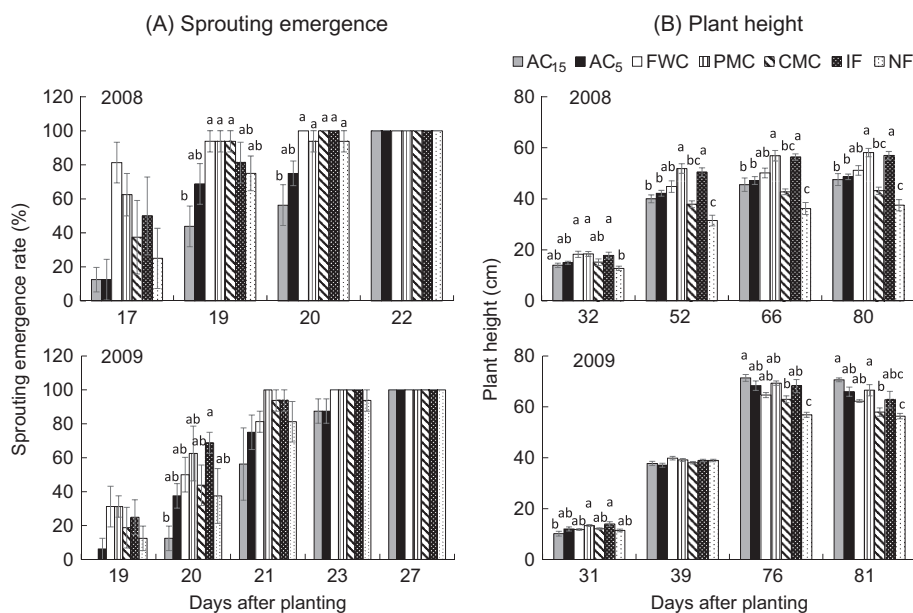 (A) Sprouting emergence
(B) Plant height
AC15 AC5 FWC PMC CMC IF NF
Sprouting emergence rate (%)
2008
100
80
60
40
20
0
b ab a a a ab ab
b ab a a a a a
17 19 20 22
2009
100
80
60
40
20
0
b ab ab ab ab a ab
19 20 21 23 27
Days after planting
Plant height (cm)
2008
80
60
40
20
0
ab ab a a ab a b
b b ab a bc a c
b b ab a bc a c
b b ab a bc a c
32 52 66 80
2009
80
60
40
20
0
b ab ab a ab a ab
a ab ab ab b ab c
a ab ab a b abc c
31 39 76 81
Days after planting